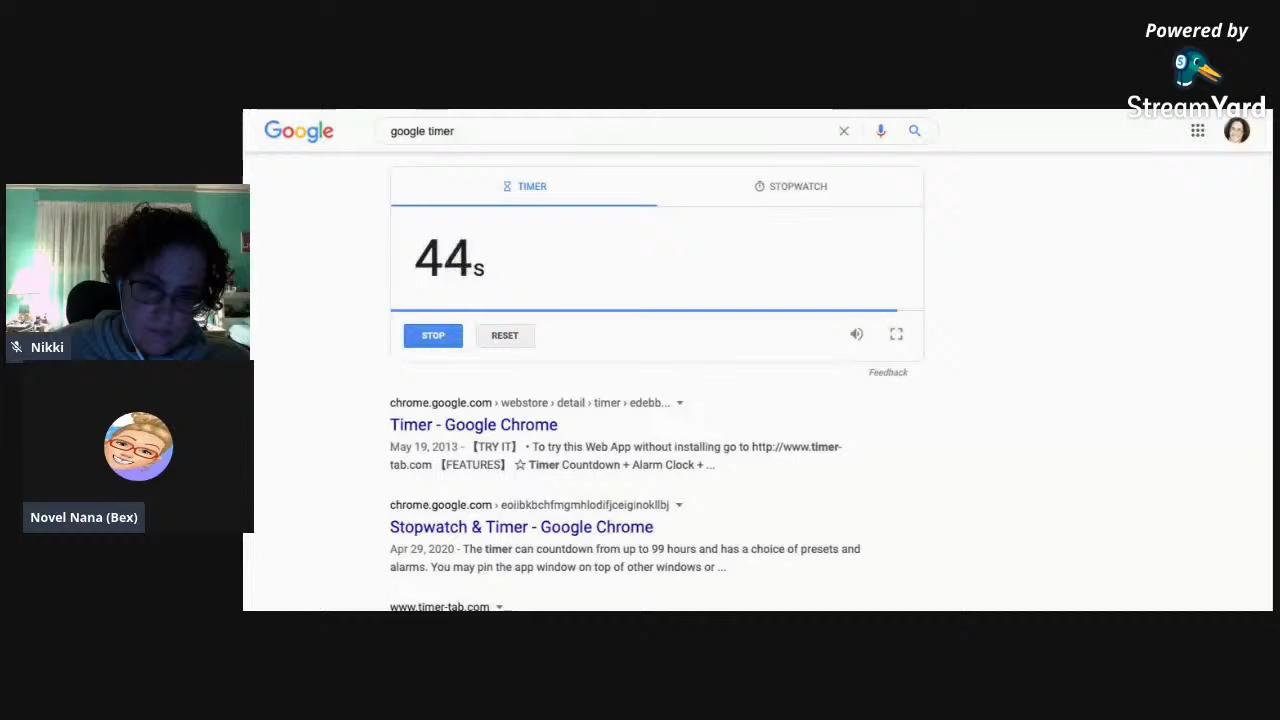 Powered by
StreamYard
Google
google timer
TIMER
STOPWATCH
44s
STOP
RESET
Feedback
chrome.google.com › webstore › detail › timer › edebb...
Timer - Google Chrome
May 19, 2013 - 【TRY IT】 • To try this Web App without installing go to http://www.timer-
tab.com 【FEATURES】 ☆ Timer Countdown + Alarm Clock + ...
chrome.google.com › eoiibkbchfmgmhlodifjceiginokllbj
Stopwatch & Timer - Google Chrome
Apr 29, 2020 - The timer can countdown from up to 99 hours and has a choice of presets and
alarms. You may pin the app window on top of other windows or ...
www.timer-tab.com
Nikki
Novel Nana (Bex)